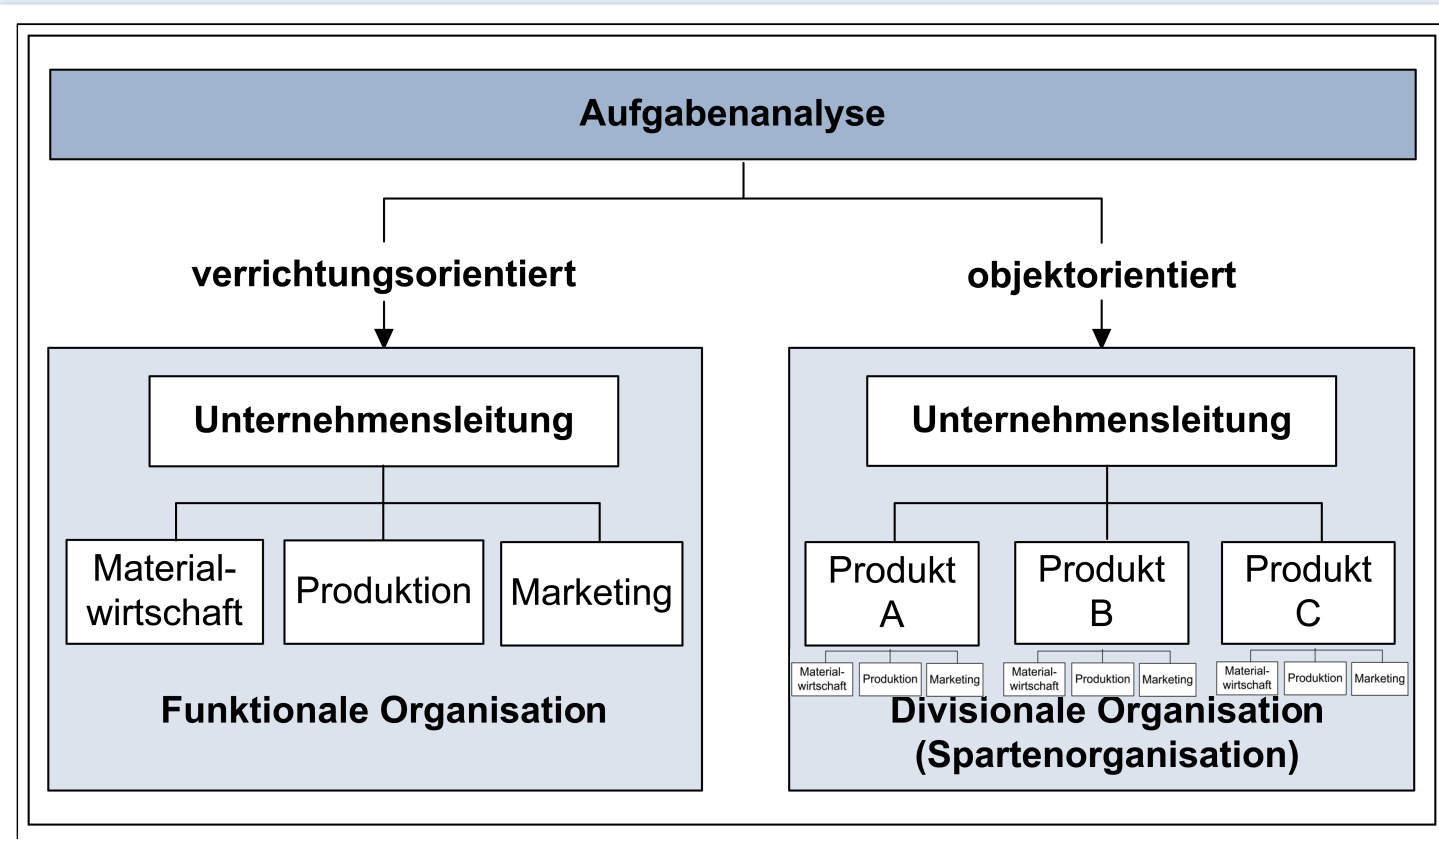 Aufgabenanalyse
verrichtungsorientiert
objektorientiert
Unternehmensleitung
Material-
wirtschaft
Produktion
Marketing
Funktionale Organisation
Unternehmensleitung
Produkt
A
Produkt
B
Produkt
C
Material-
wirtschaft
Produktion
Marketing
Material-
wirtschaft
Produktion
Marketing
Material-
wirtschaft
Produktion
Marketing
Divisionale Organisation
(Spartenorganisation)